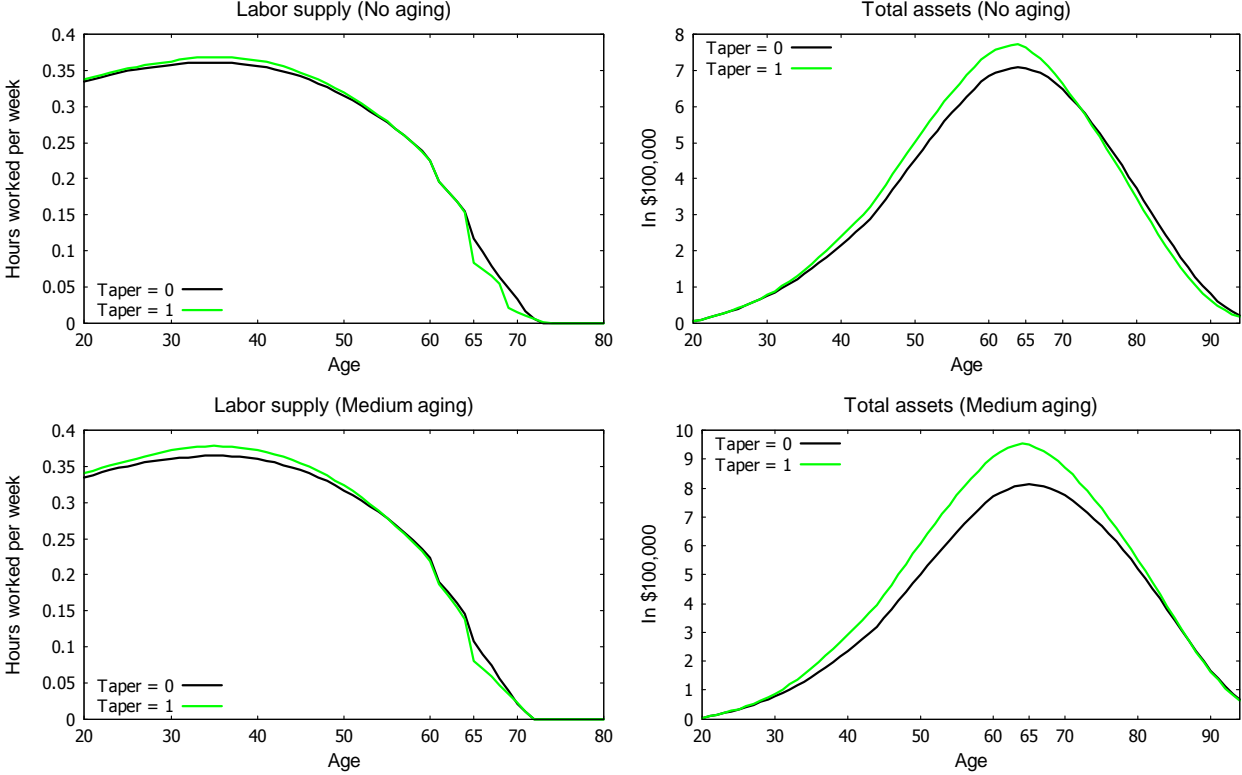 Labor supply (No aging)
Hours worked per week
0.4
0.35
0.3
0.25
0.2
0.15
0.1
0.05
0
Taper = 0
Taper = 1
20 30 40 50 60 65 70 80
Age
Total assets (No aging)
In $100,000
8
7
6
5
4
3
2
1
0
Taper = 0
Taper = 1
20 30 40 50 60 65 70 80 90
Age
Labor supply (Medium aging)
Hours worked per week
0.4
0.35
0.3
0.25
0.2
0.15
0.1
0.05
0
Taper = 0
Taper = 1
20 30 40 50 60 65 70 80
Age
Total assets (Medium aging)
In $100,000
10
9
8
7
6
5
4
3
2
1
0
Taper = 0
Taper = 1
20 30 40 50 60 65 70 80 90
Age